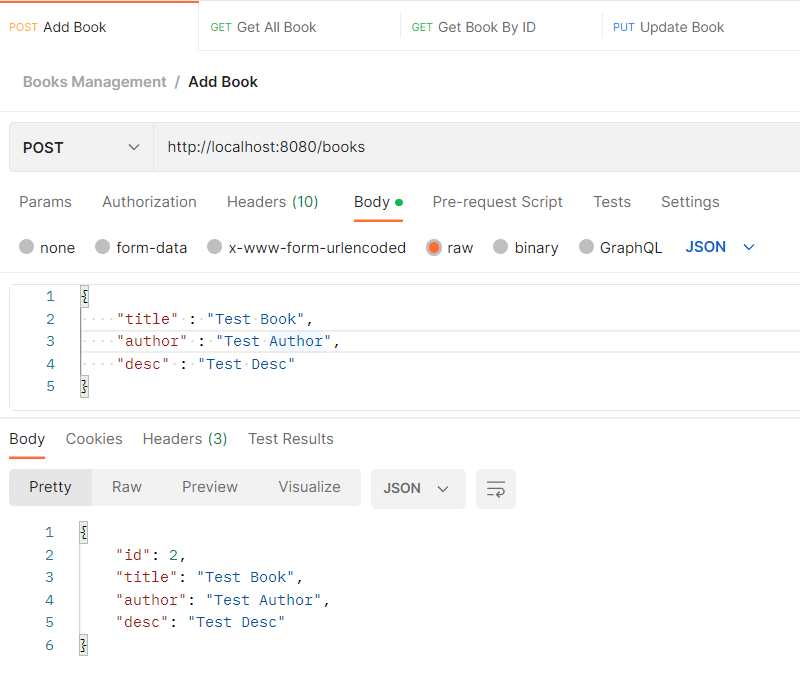 POST Add Book GET Get All Book GET Get Book By ID PUT Update Book
Books Management / Add Book
POST http://localhost:8080/books
Params Authorization Headers (10) Body Pre-request Script Tests Settings
none form-data x-www-form-urlencoded raw binary GraphQL JSON
1 {
2 "title" : "Test Book",
3 "author" : "Test Author",
4 "desc" : "Test Desc"
5 }
Body Cookies Headers (3) Test Results
Pretty Raw Preview Visualize JSON
1 {
2 "id": 2,
3 "title": "Test Book",
4 "author": "Test Author",
5 "desc": "Test Desc"
6 }